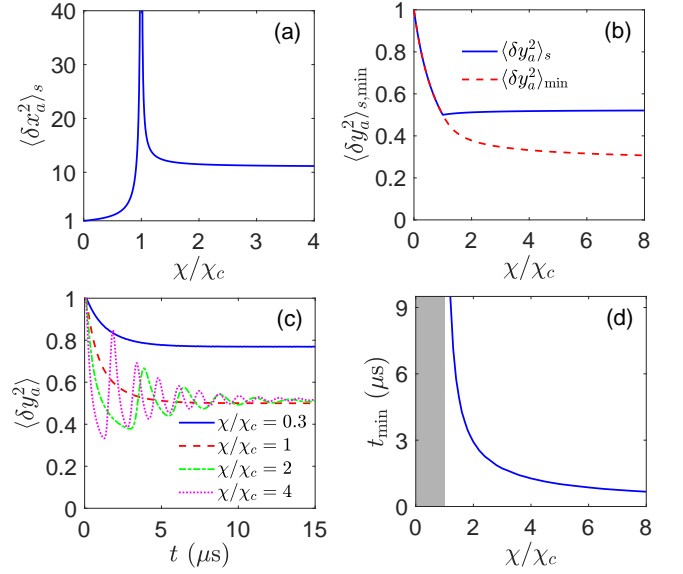 (a)
⟨δx_a^2⟩_s
40
30
20
10
1
0 1 2 3 4
χ/χ_c
(b)
⟨δy_a^2⟩_{s,min}
1
0.8
0.6
0.4
0.2
0
⟨δy_a^2⟩_s
⟨δy_a^2⟩_min
0 2 4 6 8
χ/χ_c
(c)
⟨δy_a^2⟩
1
0.8
0.6
0.4
0.2
0
χ/χ_c = 0.3
χ/χ_c = 1
χ/χ_c = 2
χ/χ_c = 4
0 5 10 15
t (μs)
(d)
t_min (μs)
9
6
3
0
0 2 4 6 8
χ/χ_c